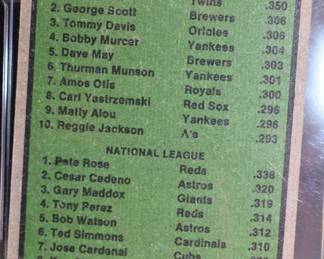 Twins .350
2. George Scott Brewers .306
3. Tommy Davis Orioles .306
4. Bobby Murcer Yankees .304
5. Dave May Brewers .303
6. Thurman Munson Yankees .301
7. Amos Otis Royals .300
8. Carl Yastrzemski Red Sox .296
9. Matty Alou Yankees .296
10. Reggie Jackson A's .293
NATIONAL LEAGUE
1. Pete Rose Reds .338
2. Cesar Cedeno Astros .320
3. Gary Maddox Giants .319
4. Tony Perez Reds .314
5. Bob Watson Astros .312
6. Ted Simmons Cardinals .310
7. Jose Cardenal Cubs